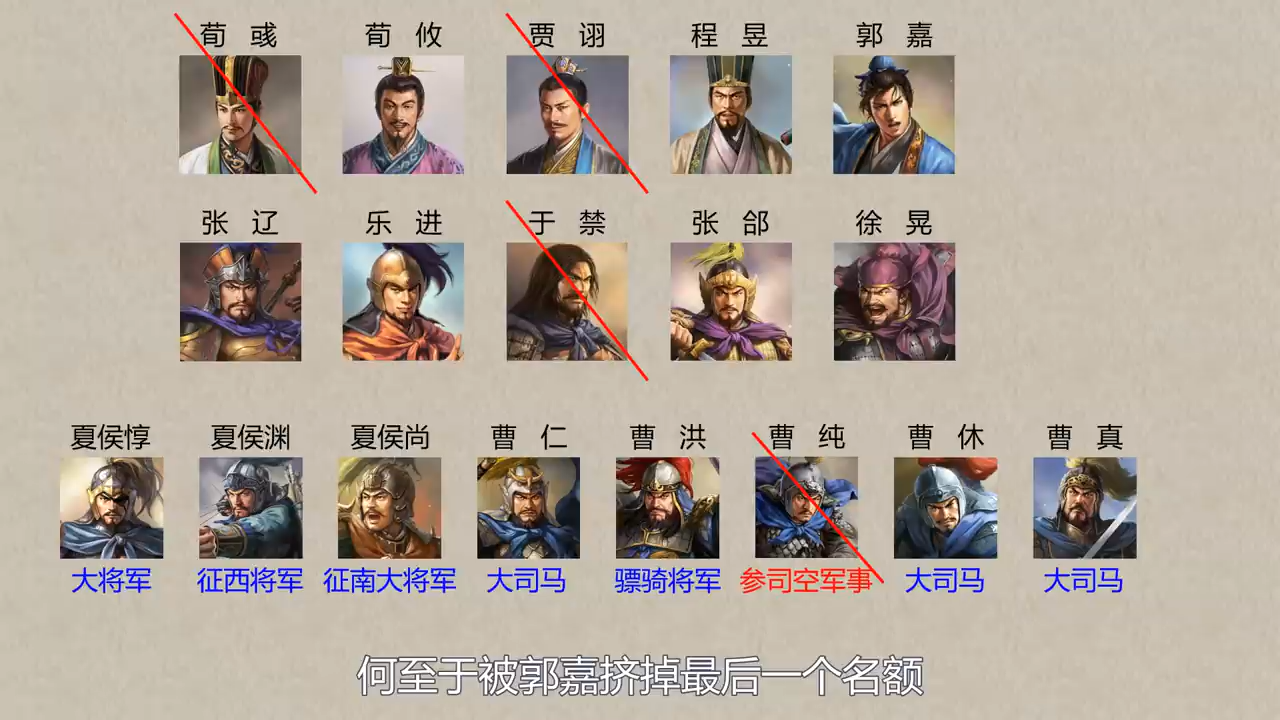 荀彧 荀攸 贾诩 程昱 郭嘉
张辽 乐进 于禁 张郃 徐晃
夏侯惇 夏侯渊 夏侯尚 曹仁 曹洪 曹纯 曹休 曹真
大将军 征西将军 征南大将军 大司马 骠骑将军 参司空军事 大司马 大司马
何至于被郭嘉挤掉最后一个名额